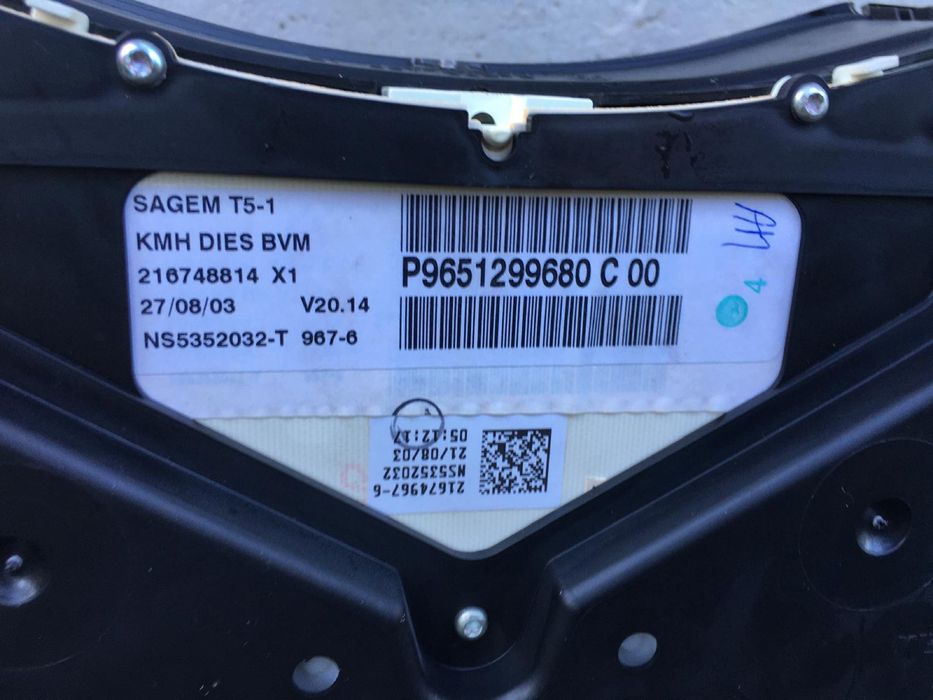 SAGEM T5-1
KMH DIES BVM
216748814 X1
27/08/03 V20.14
NS5352032-T 967-6
P9651299680 C 00
4
21674967-6
NS5352032
21/08/03
05:12:17